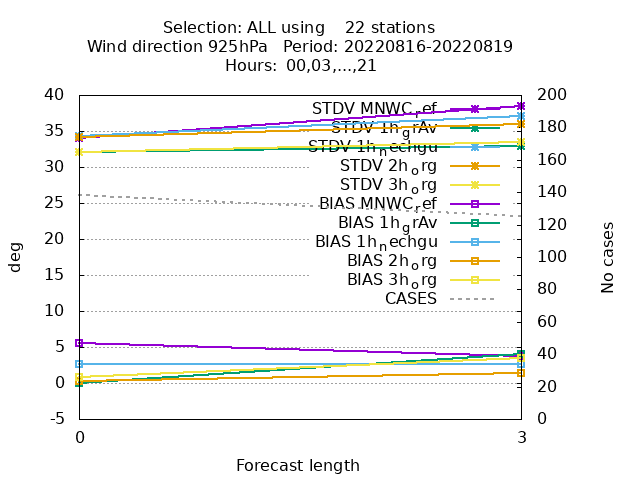 Selection: ALL using 22 stations
Wind direction 925hPa Period: 20220816-20220819
Hours: 00,03,...,21
40 200
35 180
30 160
25 140
20 120
15 100
10 80
5 60
0 40
-5 20
0
STDV MNWC_ref
STDV 1h_grAv
STDV 1h_nechgu
STDV 2h_org
STDV 3h_org
BIAS MNWC_ref
BIAS 1h_grAv
BIAS 1h_nechgu
BIAS 2h_org
BIAS 3h_org
CASES
deg
No cases
0 3
Forecast length